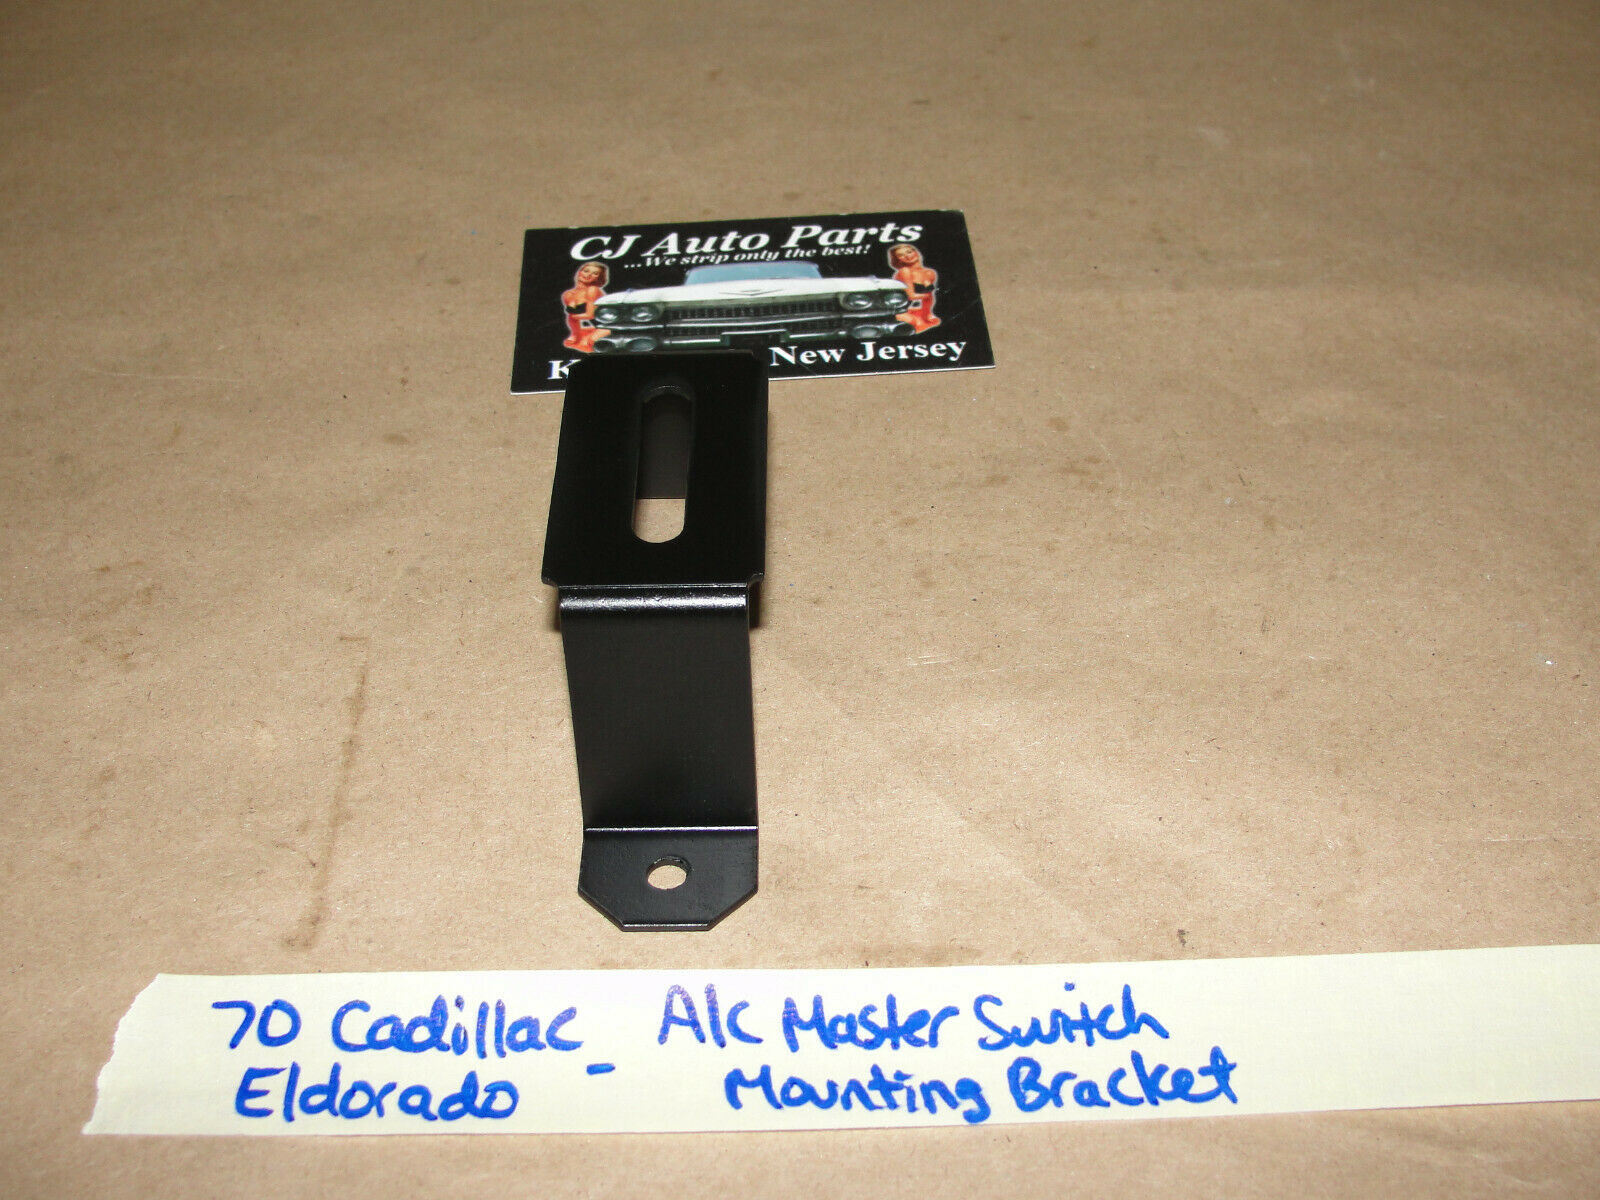 CJ Auto Parts
...We strip only the best!
New Jersey
70 Cadillac - A/C Master Switch
Eldorado - Mounting Bracket